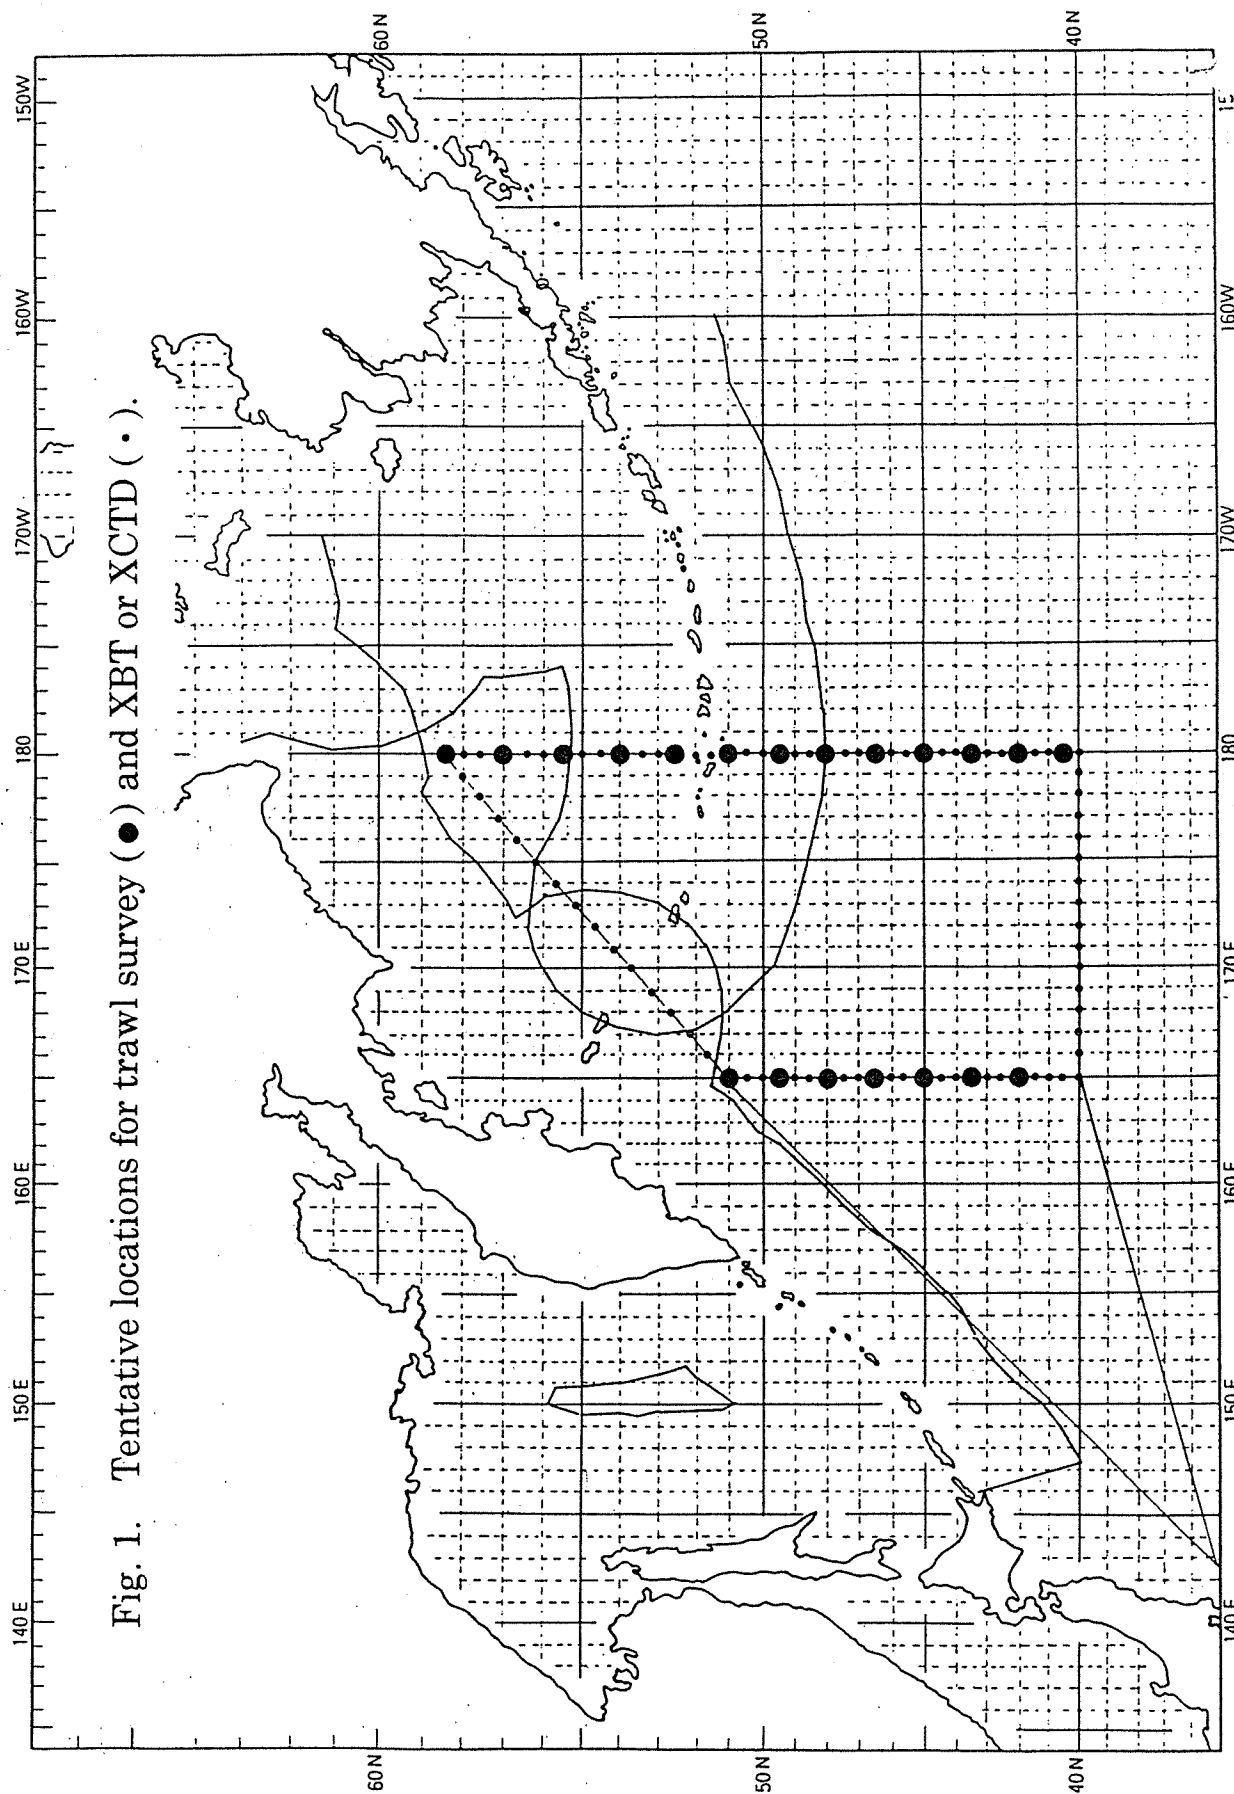 Fig. 1. Tentative locations for trawl survey (●) and XBT or XCTD (•).
140E
150E
160E
170E
180
170W
160W
150W
60N
50N
40N
60N
50N
40N
140E
150E
160E
170E
180
170W
160W